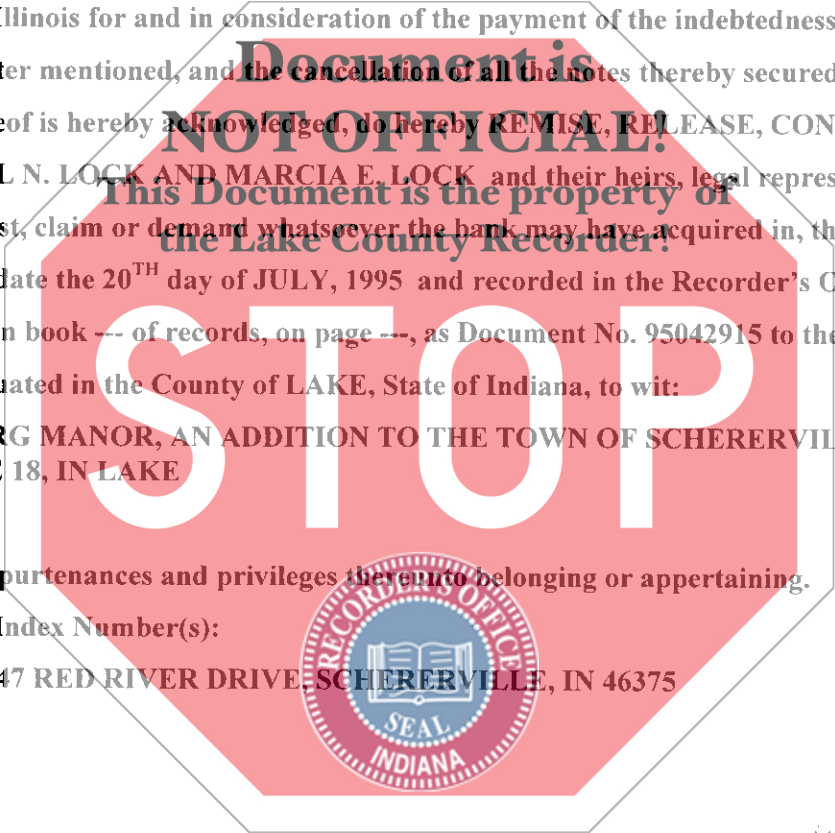 llinois for and in consideration of the payment of the indebtedness
Document is
ter mentioned, and the cancellation of all the notes thereby secured
NOT OFFICIAL!
eof is hereby acknowledged, do hereby REMISE, RELEASE, CON
L N. LOCK AND MARCIA E. LOCK and their heirs, legal repres
This Document is the property of
st, claim or demand whatsoever the bank may have acquired in, th
the Lake County Recorder!
date the 20TH day of JULY, 1995 and recorded in the Recorder's O
n book --- of records, on page ---, as Document No. 95042915 to the
STOP
uated in the County of LAKE, State of Indiana, to wit:
RG MANOR, AN ADDITION TO THE TOWN OF SCHERERVIL
18, IN LAKE
purtenances and privileges thereunto belonging or appertaining.
Index Number(s):
47 RED RIVER DRIVE, SCHERERVILLE, IN 46375
RECORDER'S OFFICE
SEAL
INDIANA